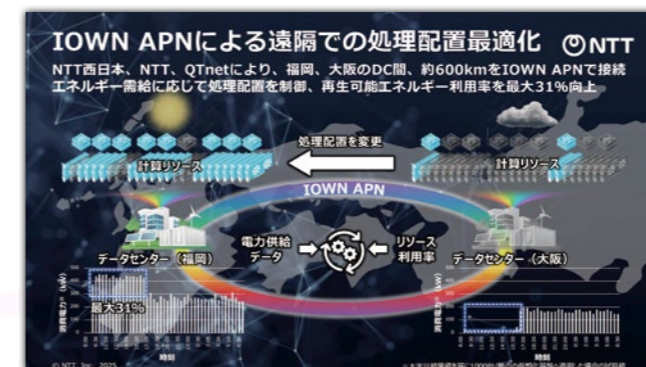 IOWN APNによる遠隔での処理配置最適化
NTT
NTT西日本、NTT、QTnetにより、福岡、大阪のDC間、約600kmをIOWN APNで接続
エネルギー需給に応じて処理配置を制御、再生可能エネルギー利用率を最大31%向上
処理配置を変更
計算リソース
計算リソース
IOWN APN
電力供給
データ
リソース
利用率
データセンター（福岡）
データセンター（大阪）
最大31%
時刻
時刻
© NTT, Inc. 2025